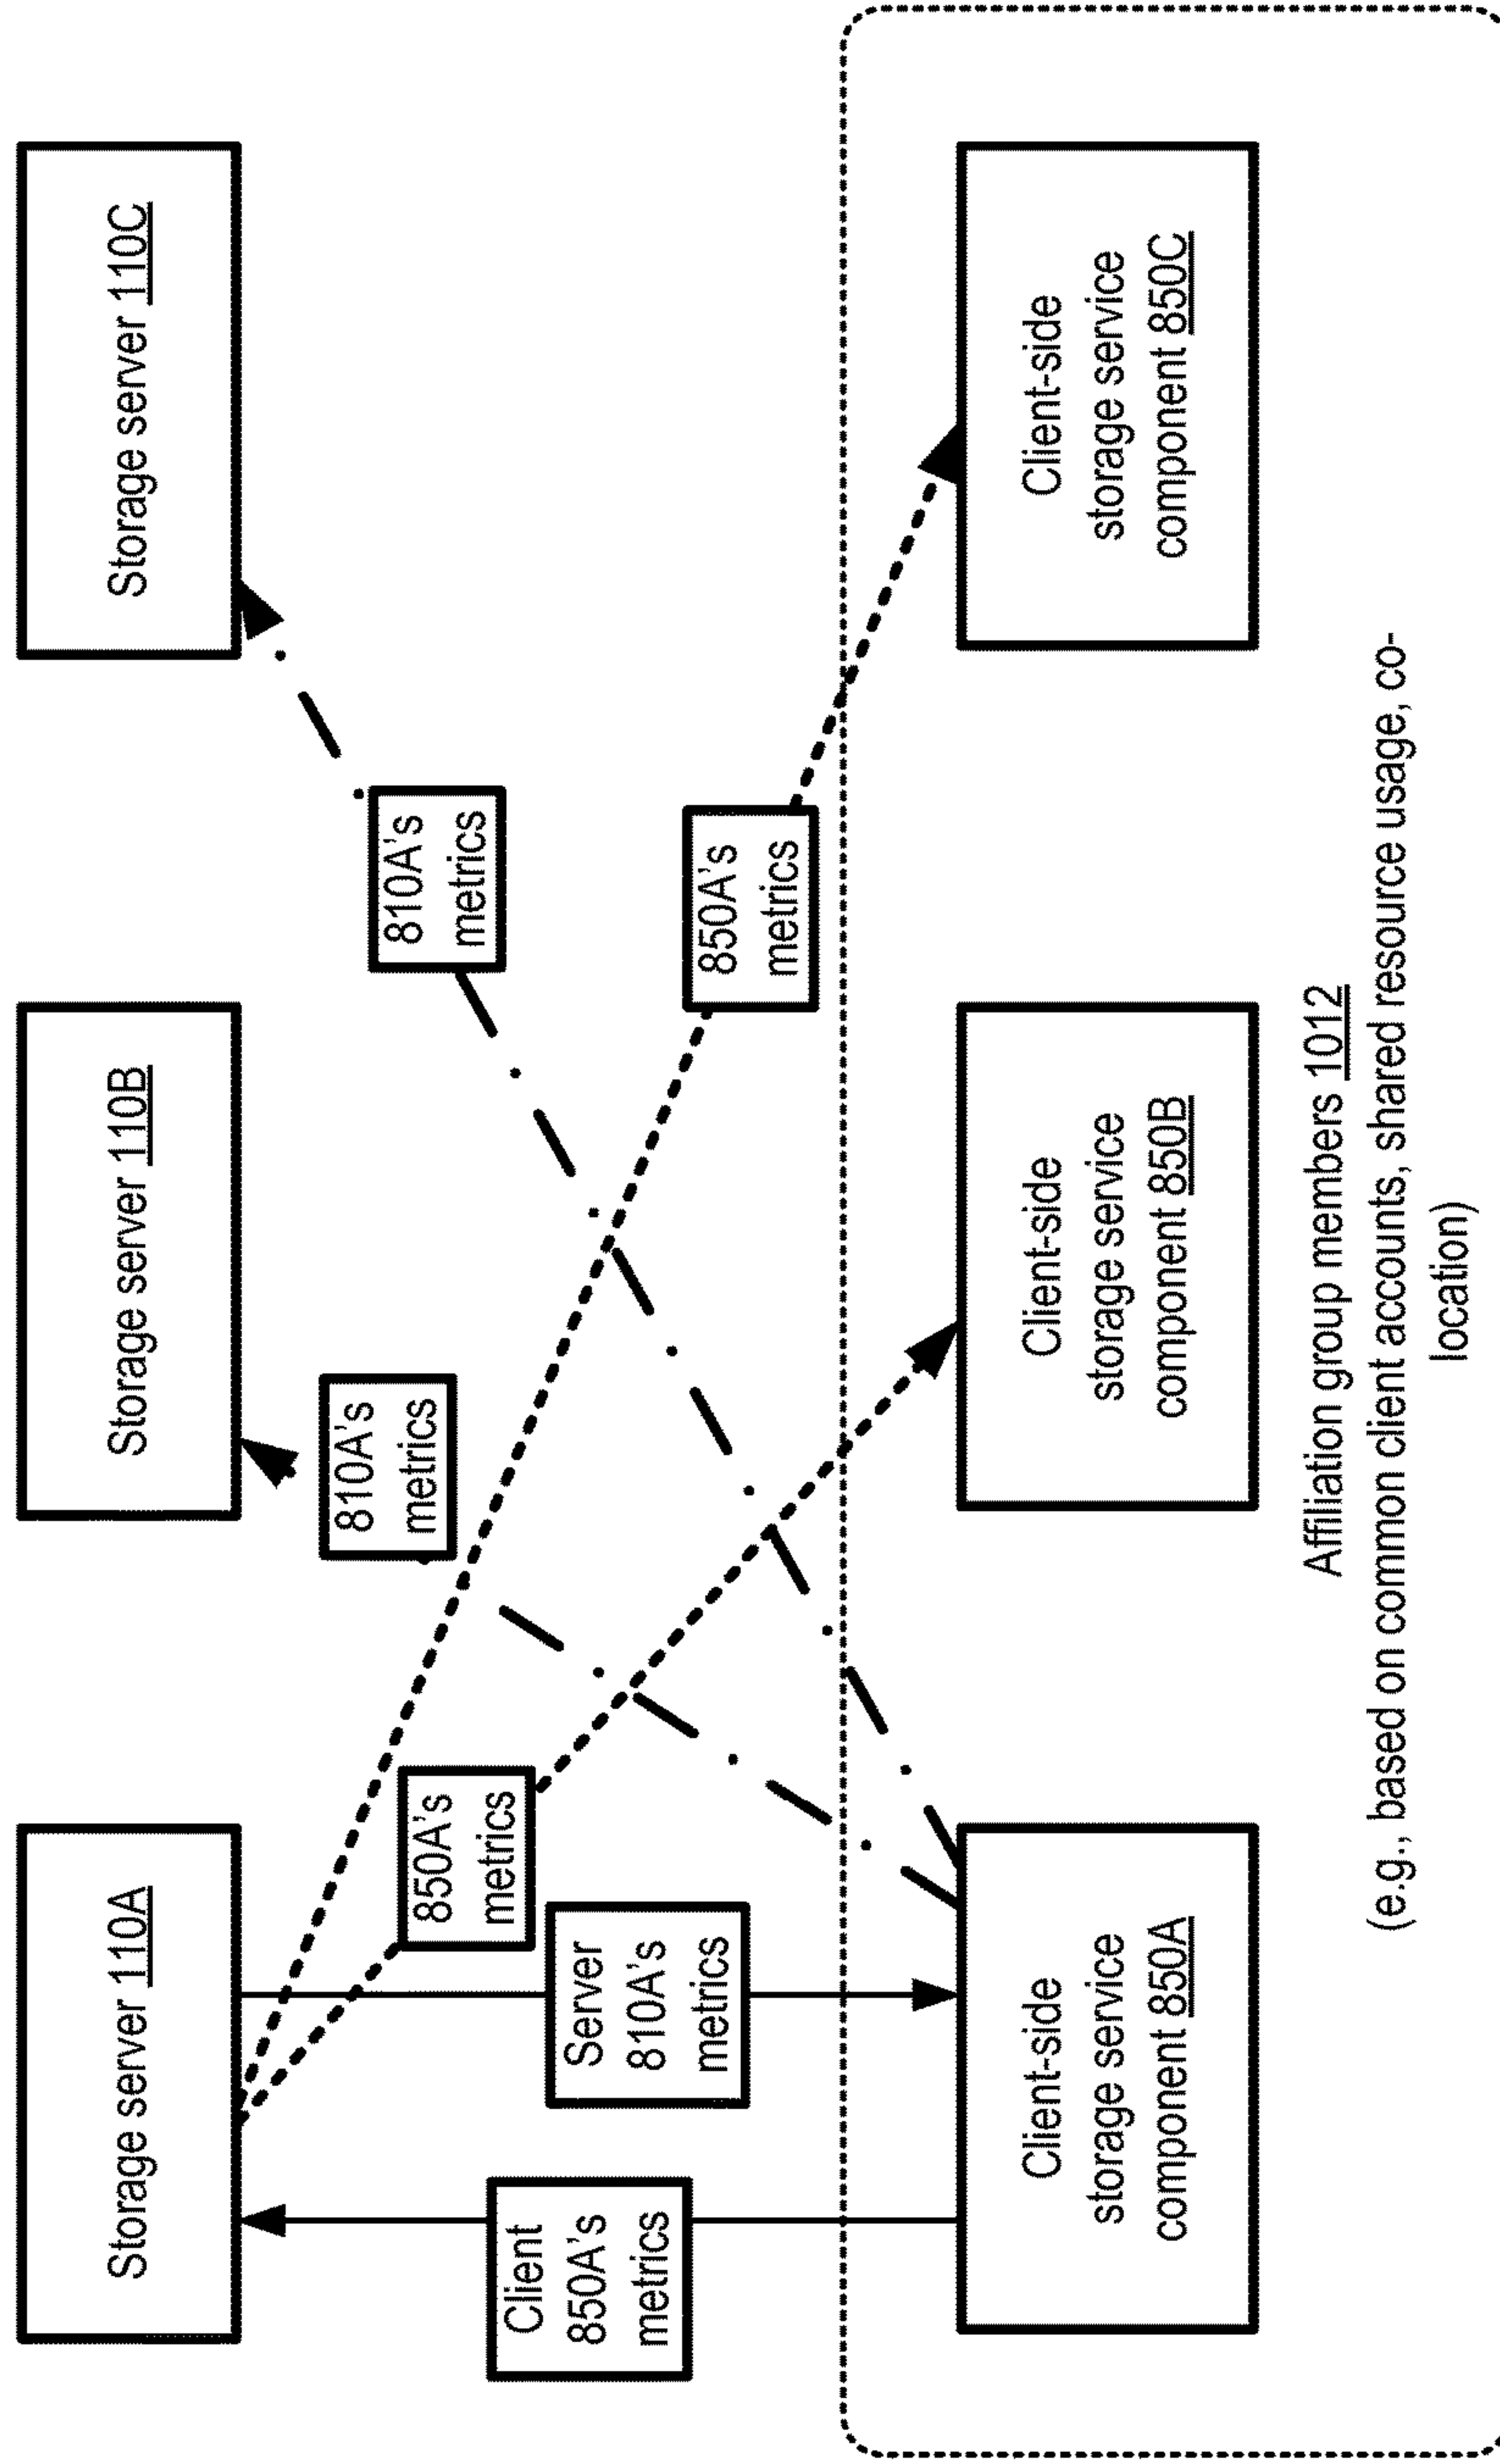 Storage server 110A
Storage server 110B
Storage server 110C
Client
850A's
metrics
Server
810A's
metrics
850A's
metrics
810A's
metrics
850A's
metrics
810A's
metrics
Client-side
storage service
component 850A
Client-side
storage service
component 850B
Client-side
storage service
component 850C
Affiliation group members 1012
(e.g., based on common client accounts, shared resource usage, co-
location)